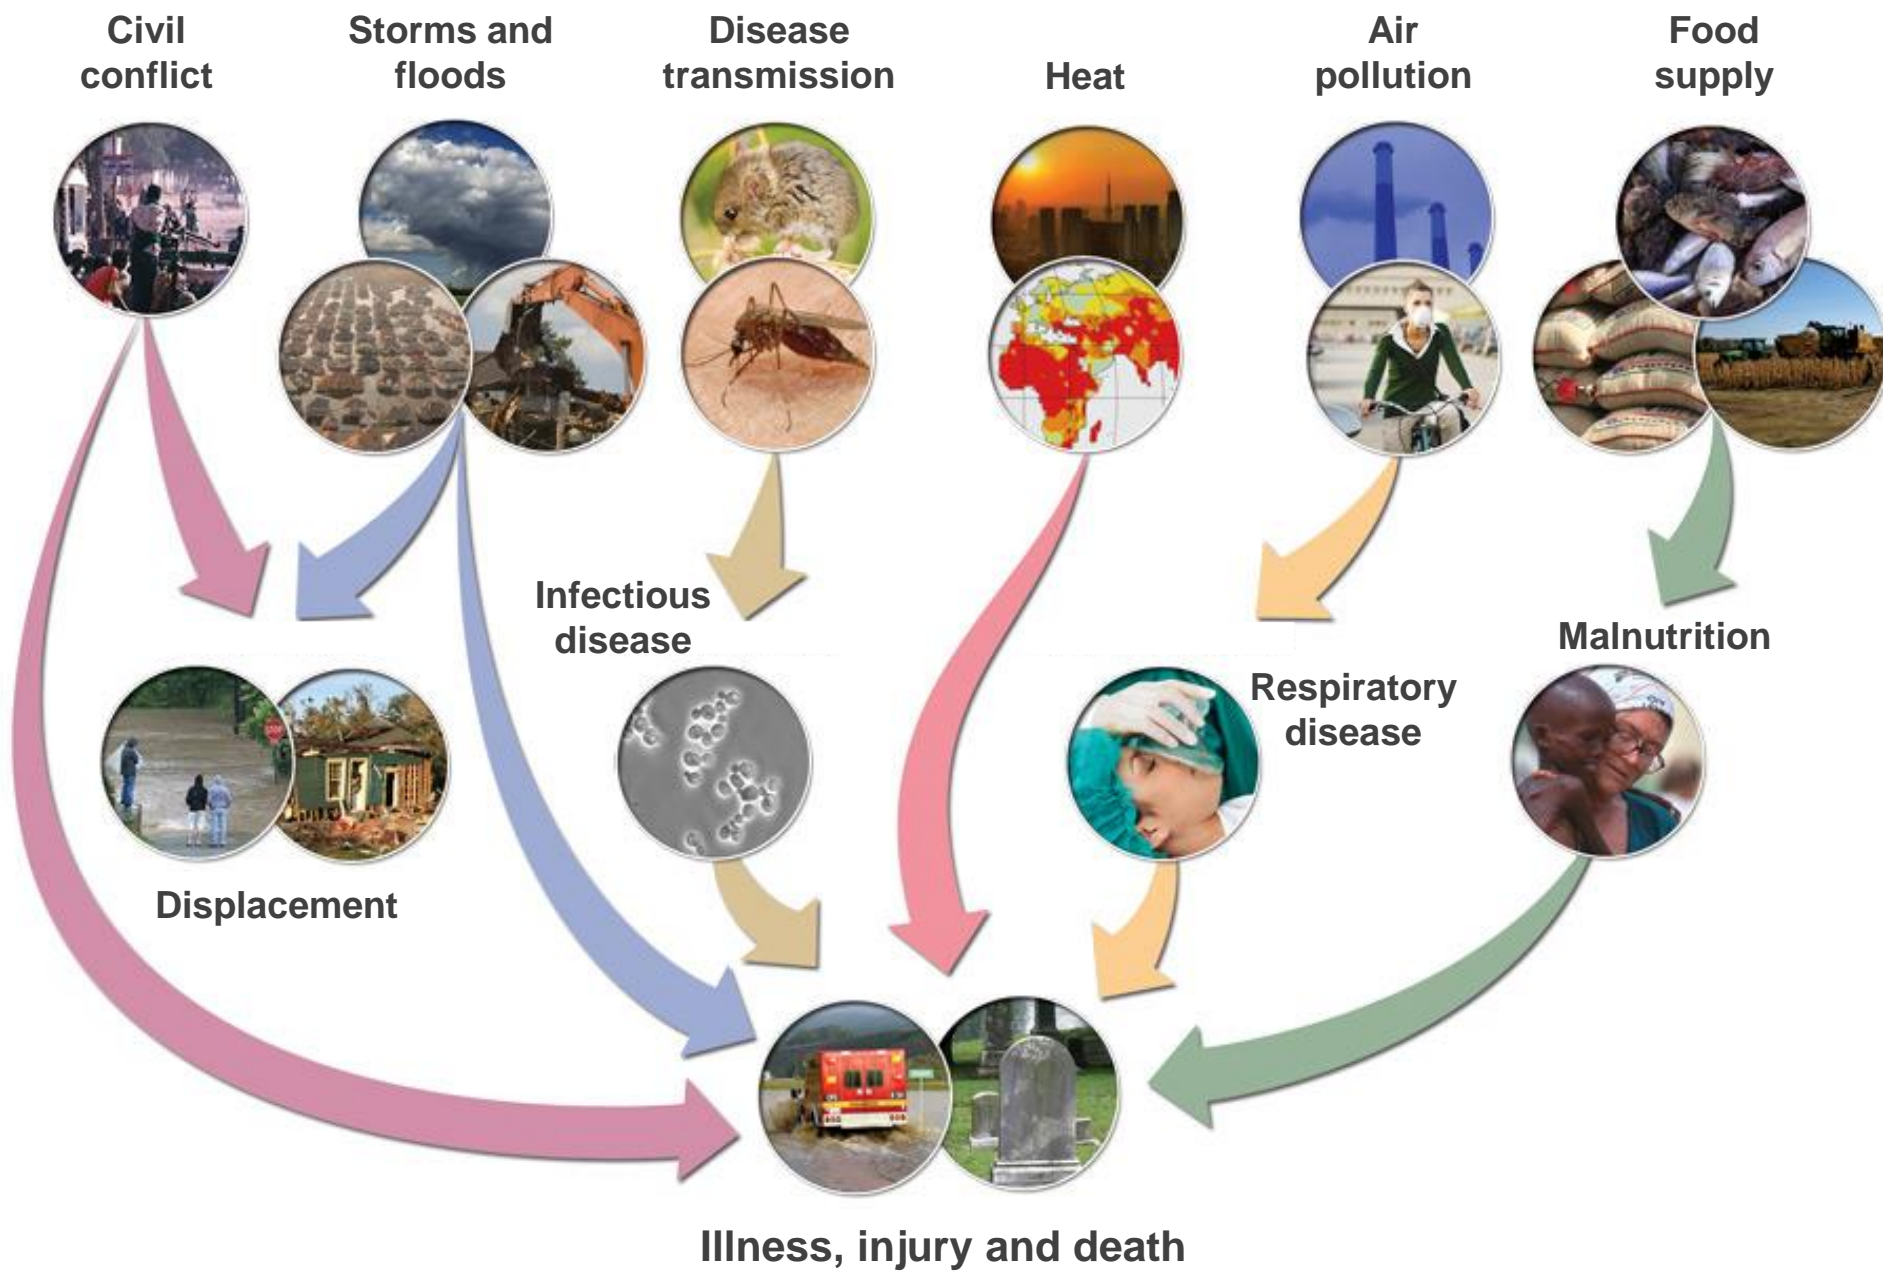 Civil
conflict
Storms and
floods
Disease
transmission
Heat
Air
pollution
Food
supply
Infectious
disease
Respiratory
disease
Malnutrition
Displacement
Illness, injury and death